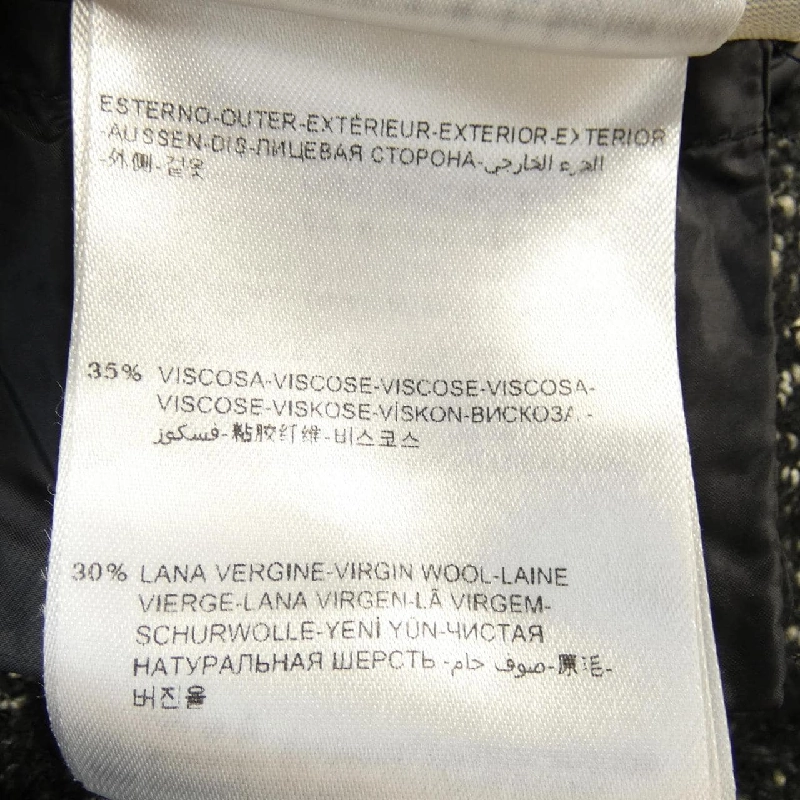 ESTERNO-OUTER-EXTÉRIEUR-EXTERIOR-EXTERIOR
-AUSSEN-DIŞ-ЛИЦЕВАЯ СТОРОНА-الجزء الخارجي
-外侧-겉옷
35% VISCOSA-VISCOSE-VISCOSE-VISCOSA-
VISCOSE-VISKOSE-VİSKON-ВИСКОЗА -
فسكوز-粘胶纤维-비스코스
30% LANA VERGINE-VIRGIN WOOL-LAINE
VIERGE-LANA VIRGEN-LÃ VIRGEM-
SCHURWOLLE-YENİ YÜN-ЧИСТАЯ
НАТУРАЛЬНАЯ ШЕРСТЬ-صوف خام-原毛-
버진울